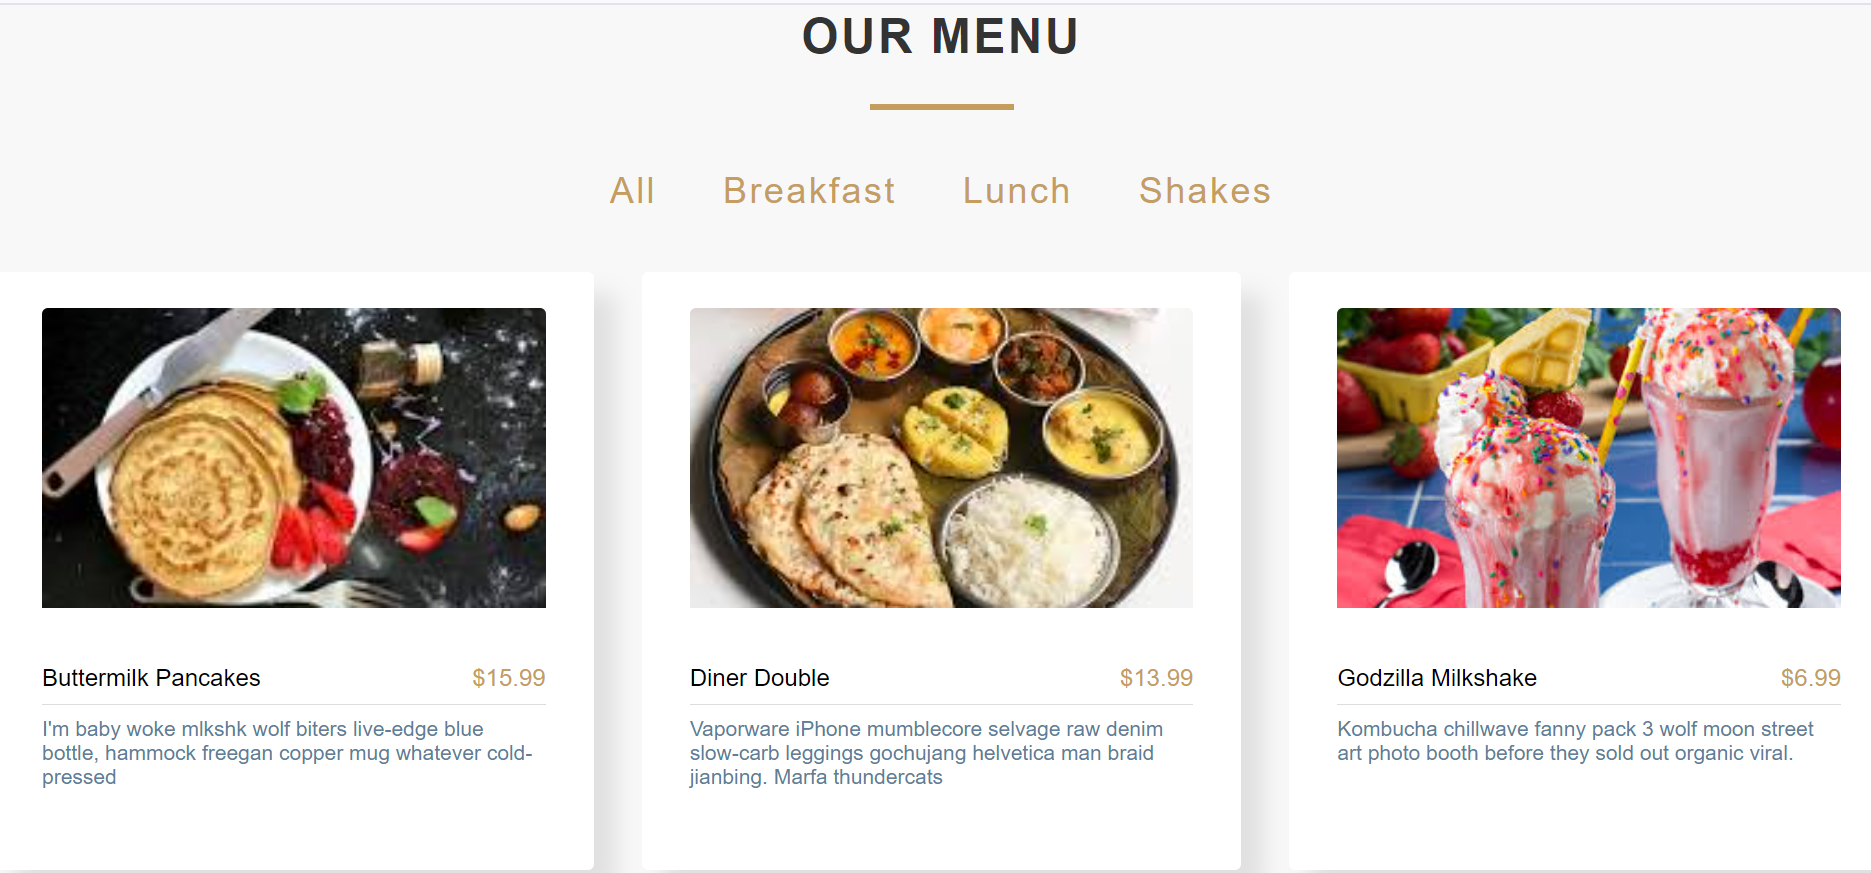 OUR MENU
All Breakfast Lunch Shakes
Buttermilk Pancakes $15.99
I'm baby woke mlkshk wolf biters live-edge blue
bottle, hammock freegan copper mug whatever cold-
pressed
Diner Double $13.99
Vaporware iPhone mumblecore selvage raw denim
slow-carb leggings gochujang helvetica man braid
jianbing. Marfa thundercats
Godzilla Milkshake $6.99
Kombucha chillwave fanny pack 3 wolf moon street
art photo booth before they sold out organic viral.